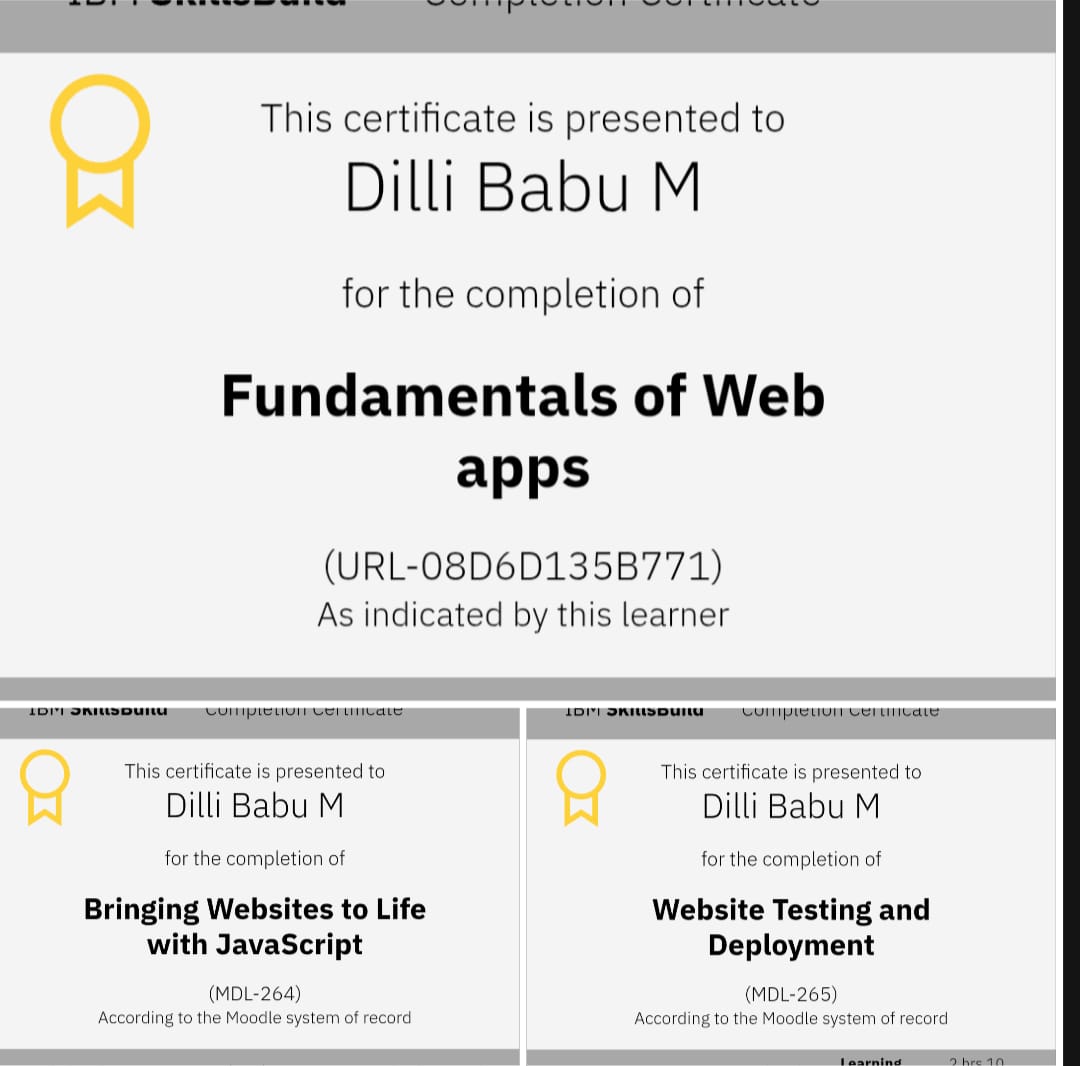 IBM SkillsBuild Completion Certificate
This certificate is presented to
Dilli Babu M
for the completion of
Fundamentals of Web
apps
(URL-08D6D135B771)
As indicated by this learner
IBM SkillsBuild Completion Certificate
This certificate is presented to
Dilli Babu M
for the completion of
Bringing Websites to Life
with JavaScript
(MDL-264)
According to the Moodle system of record
IBM SkillsBuild Completion Certificate
This certificate is presented to
Dilli Babu M
for the completion of
Website Testing and
Deployment
(MDL-265)
According to the Moodle system of record
Learning 2 hrs 10